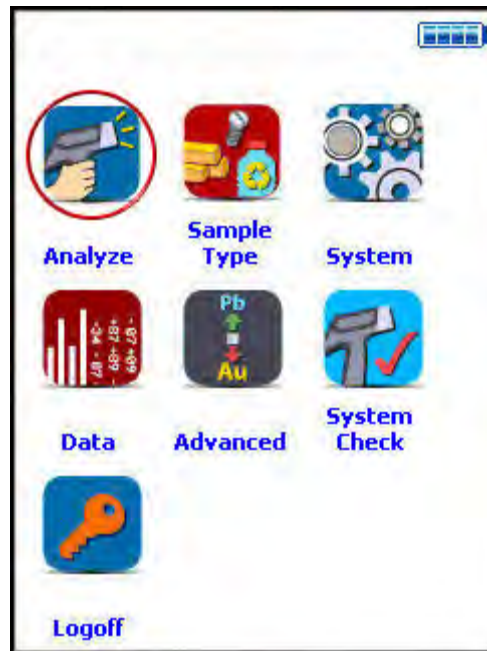 Analyze
Sample
Type
System
Data
Pb
Au
Advanced
System
Check
Logoff